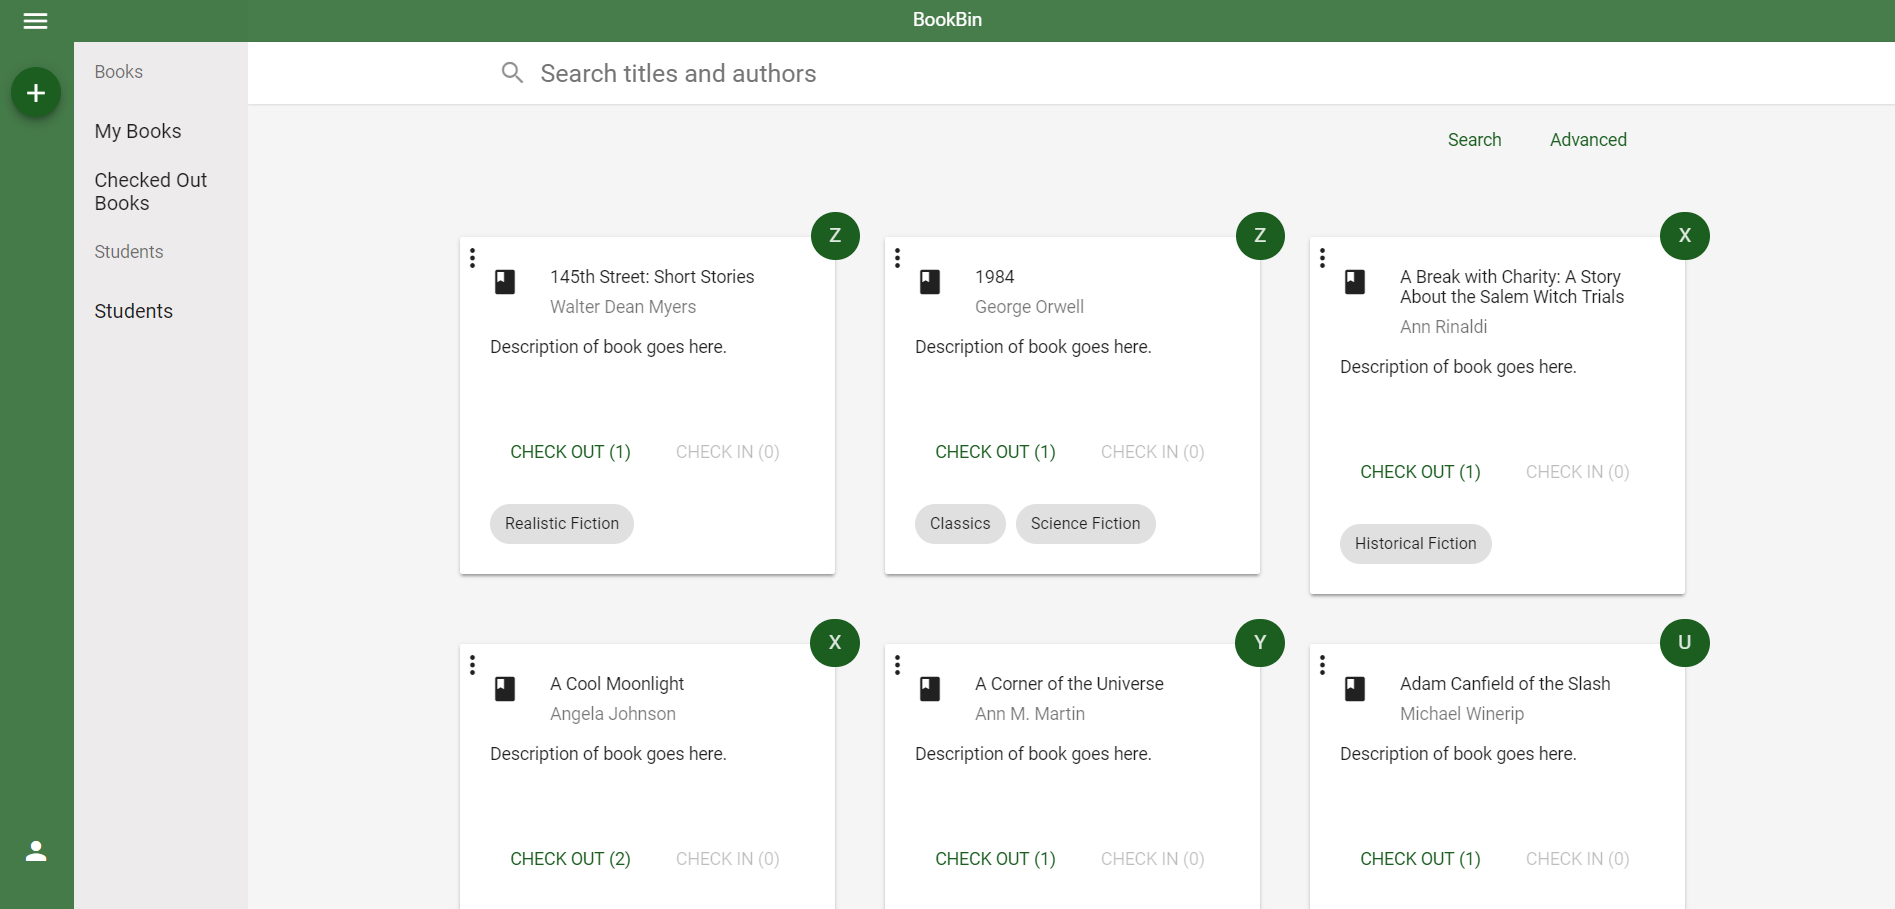 BookBin
Books
My Books
Checked Out
Books
Students
Students
Search titles and authors
Search Advanced
Z
145th Street: Short Stories
Walter Dean Myers
Description of book goes here.
CHECK OUT (1) CHECK IN (0)
Realistic Fiction
Z
1984
George Orwell
Description of book goes here.
CHECK OUT (1) CHECK IN (0)
Classics Science Fiction
X
A Break with Charity: A Story
About the Salem Witch Trials
Ann Rinaldi
Description of book goes here.
CHECK OUT (1) CHECK IN (0)
Historical Fiction
X
A Cool Moonlight
Angela Johnson
Description of book goes here.
CHECK OUT (2) CHECK IN (0)
Y
A Corner of the Universe
Ann M. Martin
Description of book goes here.
CHECK OUT (1) CHECK IN (0)
U
Adam Canfield of the Slash
Michael Winerip
Description of book goes here.
CHECK OUT (1) CHECK IN (0)